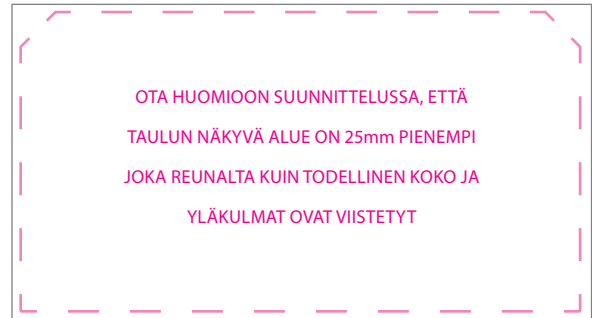 OTA HUOMIOON SUUNNITTELUSSA, ETTÄ
TAULUN NÄKYVÄ ALUE ON 25mm PIENEMPI
JOKA REUNALTA KUIN TODELLINEN KOKO JA
YLÄKULMAT OVAT VIISTETYT